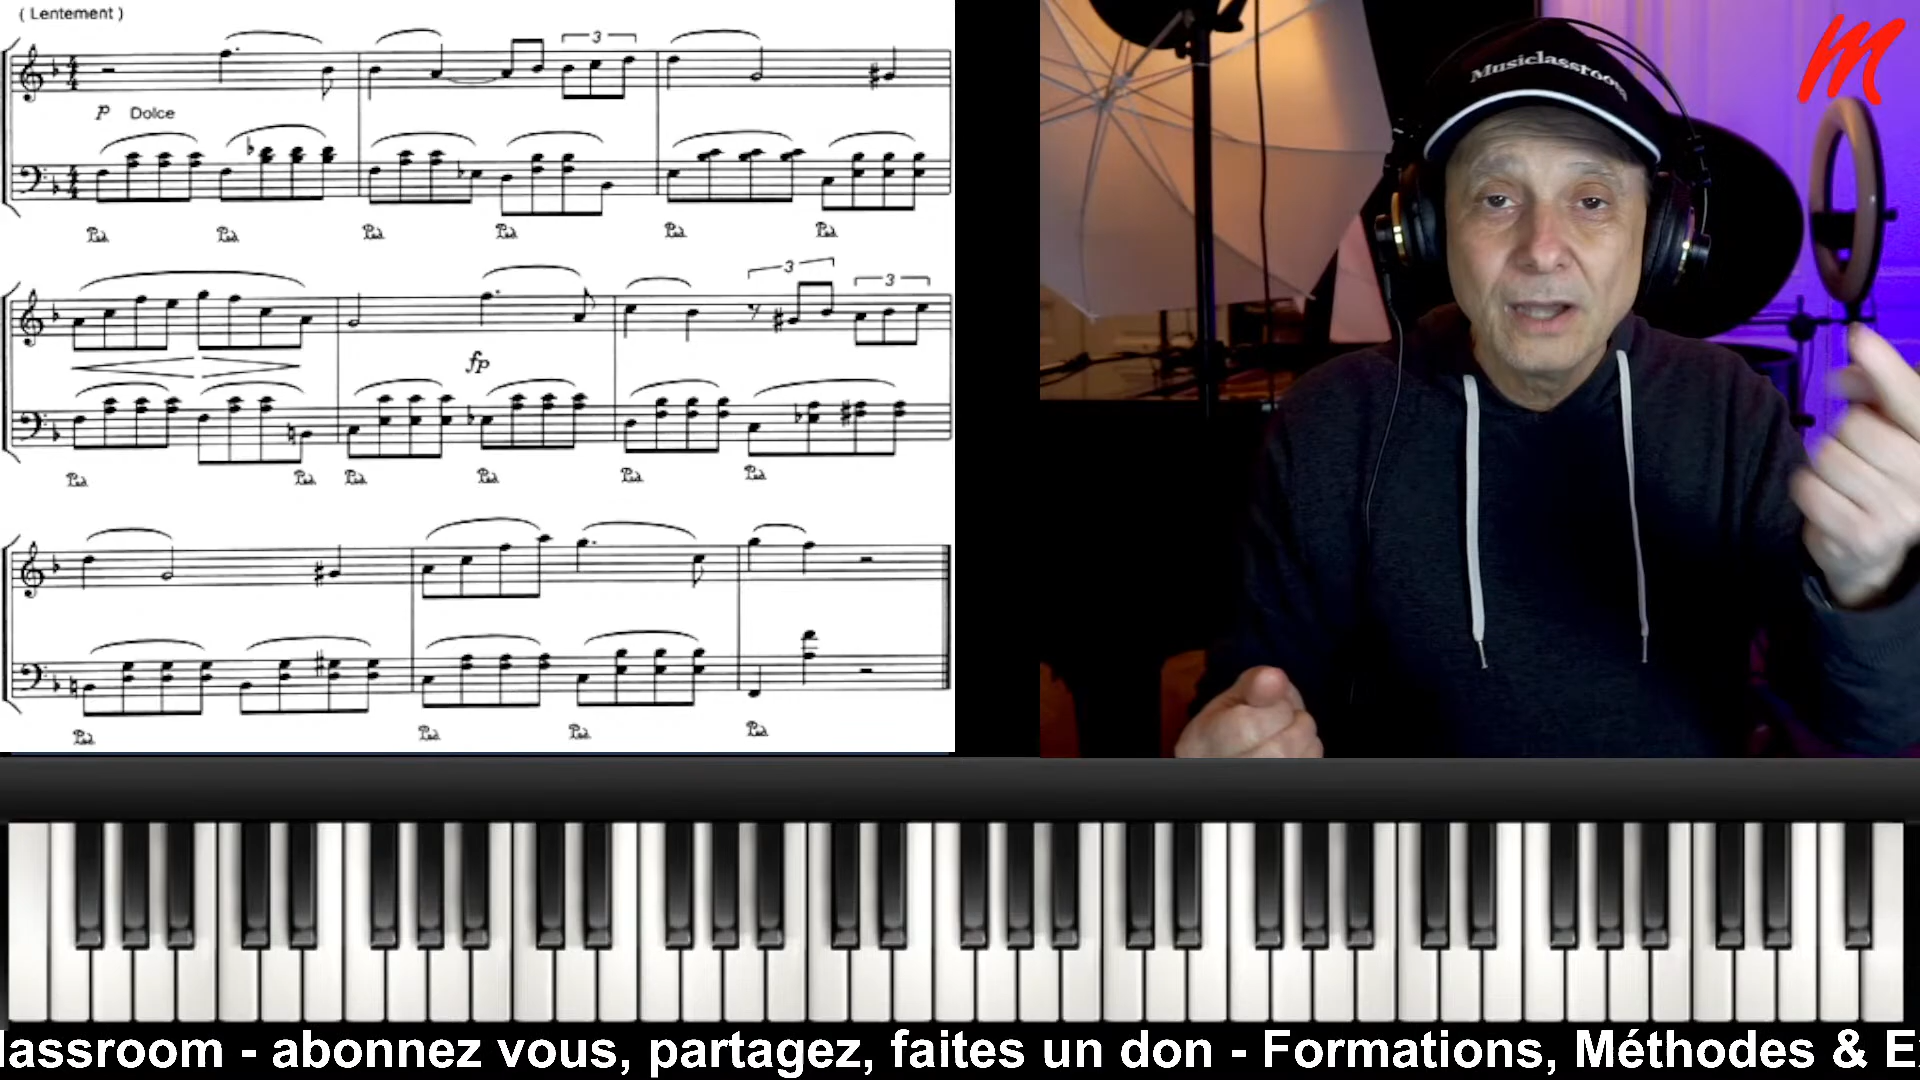 ( Lentement )
3
p Dolce
Musiclassroom
M
3 3
fp
lassroom - abonnez vous, partagez, faites un don - Formations, Méthodes & E